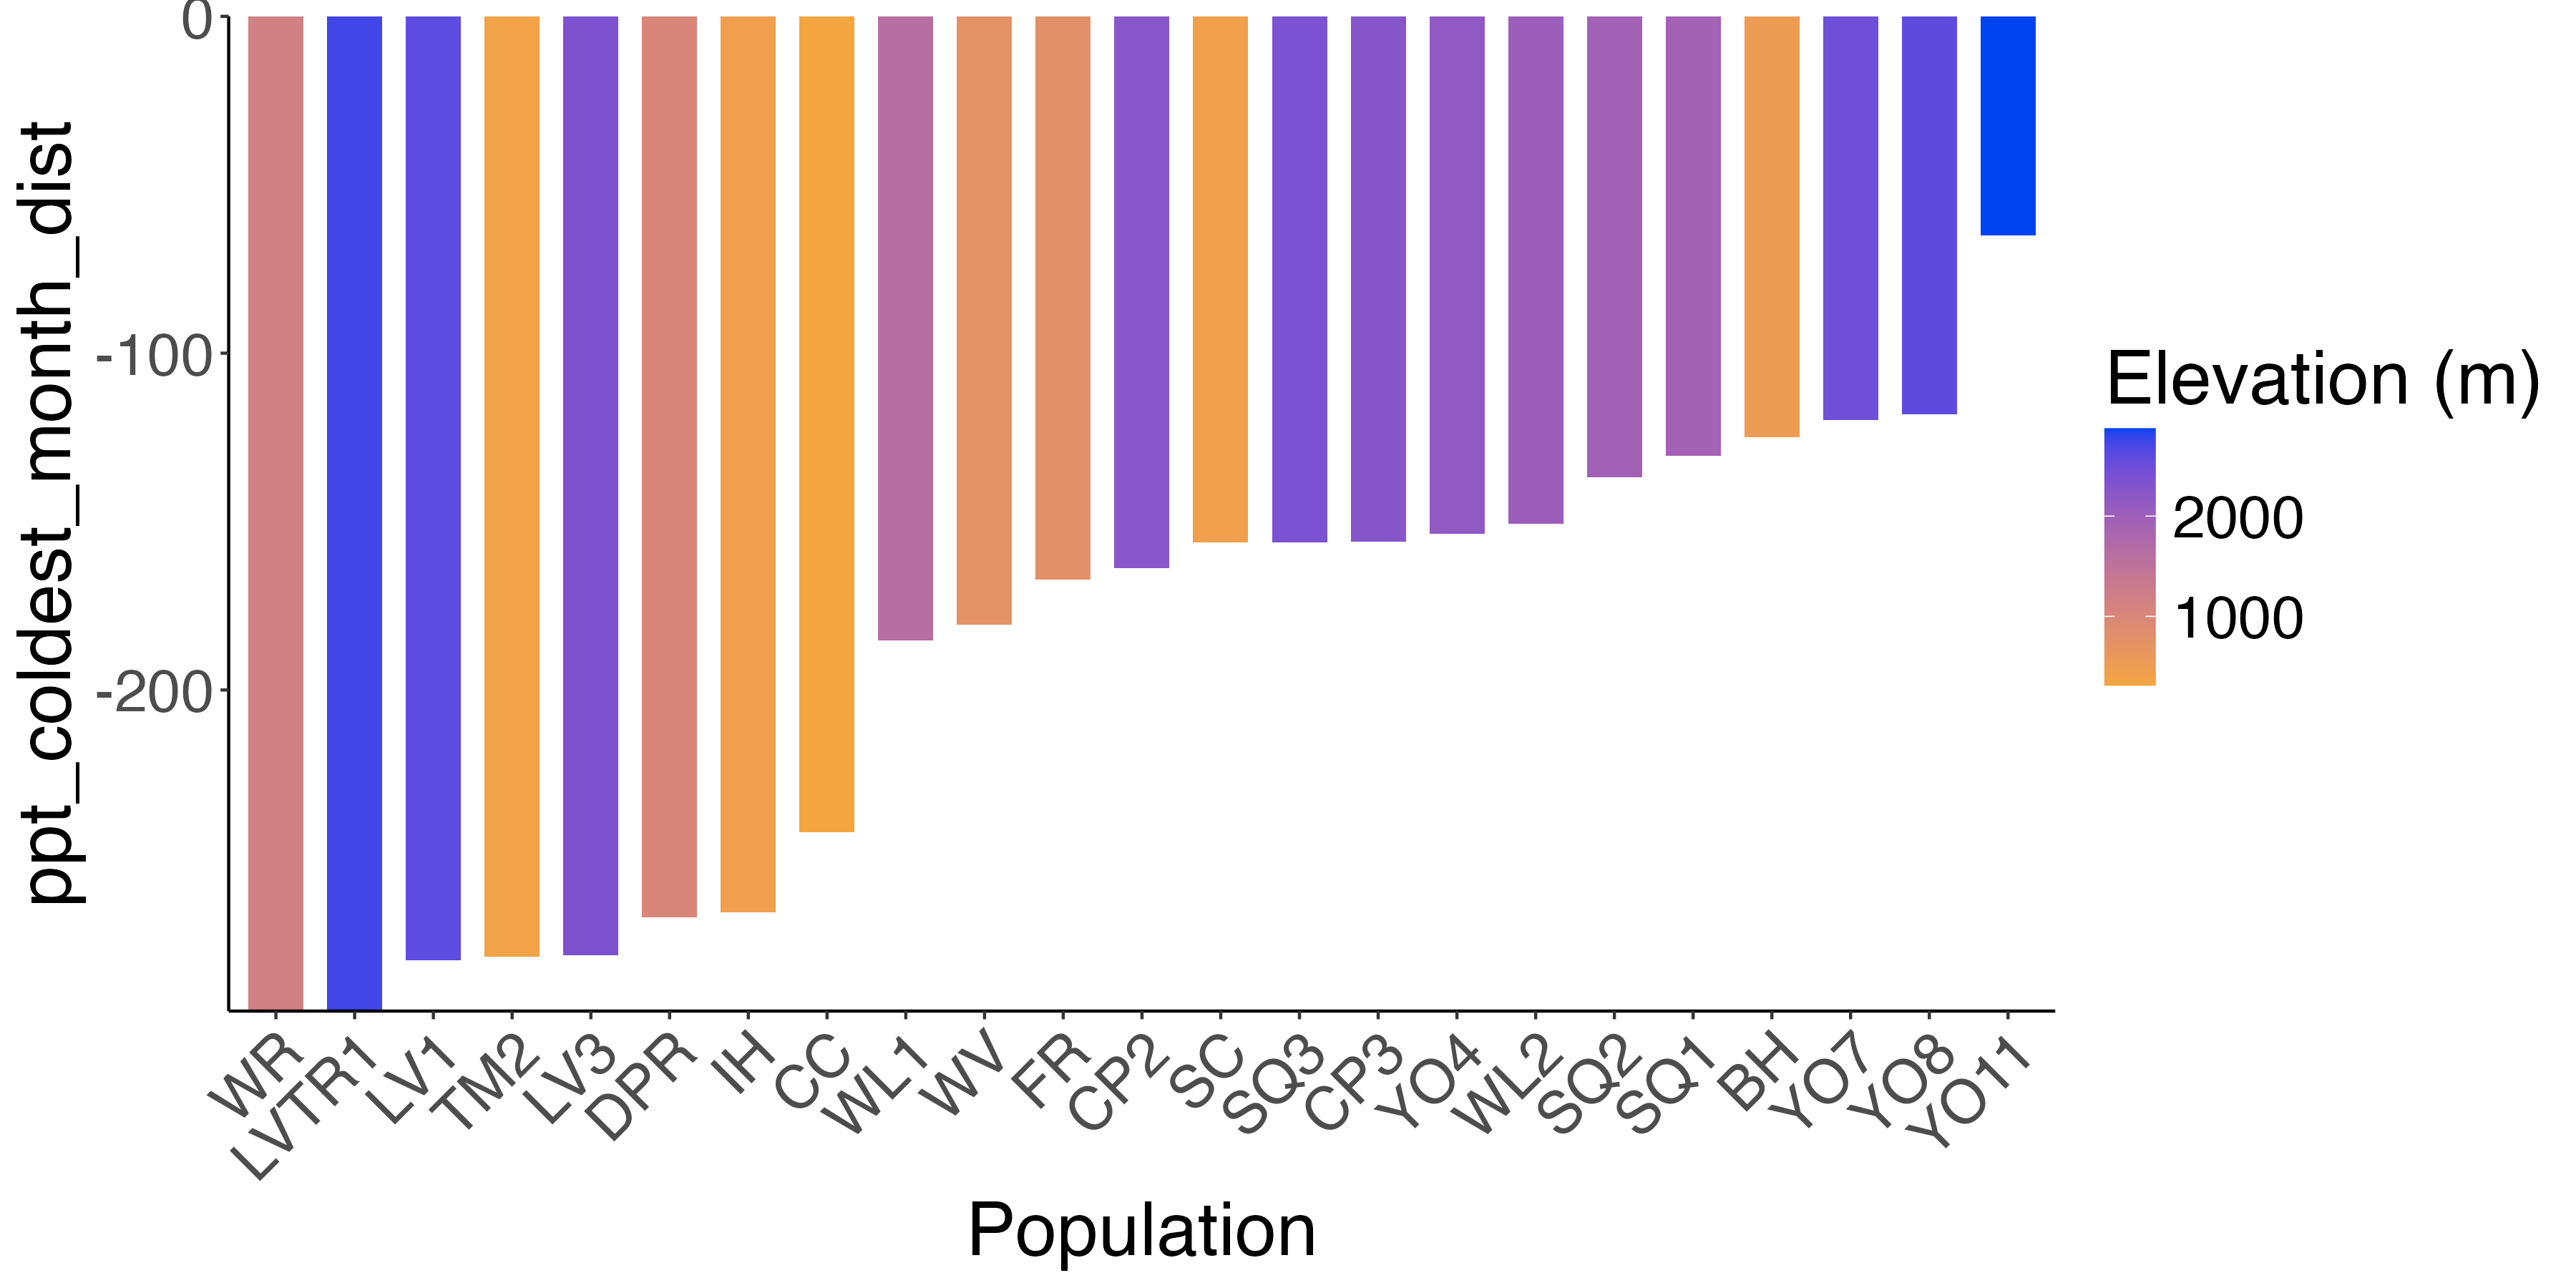 ppt_coldest_month_dist
0
-100
-200
WR
LVTR1
LV1
TM2
LV3
DPR
IH
CC
WL1
WV
FR
CP2
SC
SQ3
CP3
YO4
WL2
SQ2
SQ1
BH
YO7
YO8
YO11
Population
Elevation (m)
2000
1000